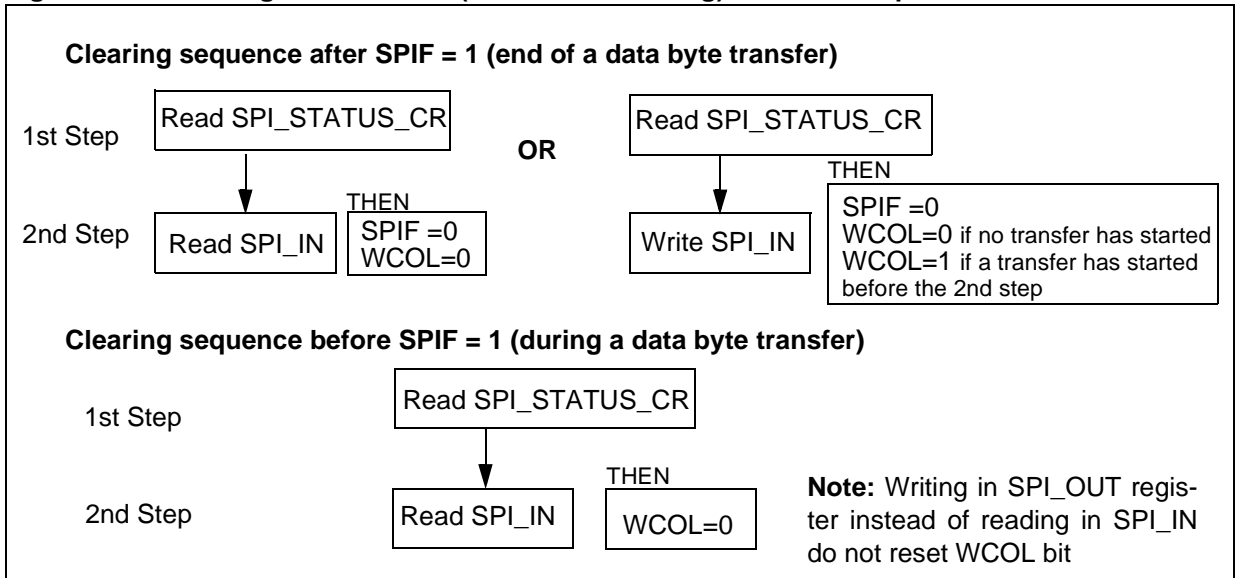 Clearing sequence after SPIF = 1 (end of a data byte transfer)
1st Step
Read SPI_STATUS_CR
OR
Read SPI_STATUS_CR
2nd Step
Read SPI_IN
THEN
SPIF =0
WCOL=0
Write SPI_IN
THEN
SPIF =0
WCOL=0 if no transfer has started
WCOL=1 if a transfer has started
before the 2nd step
Clearing sequence before SPIF = 1 (during a data byte transfer)
1st Step
Read SPI_STATUS_CR
2nd Step
Read SPI_IN
THEN
WCOL=0
Note: Writing in SPI_OUT regis-
ter instead of reading in SPI_IN
do not reset WCOL bit